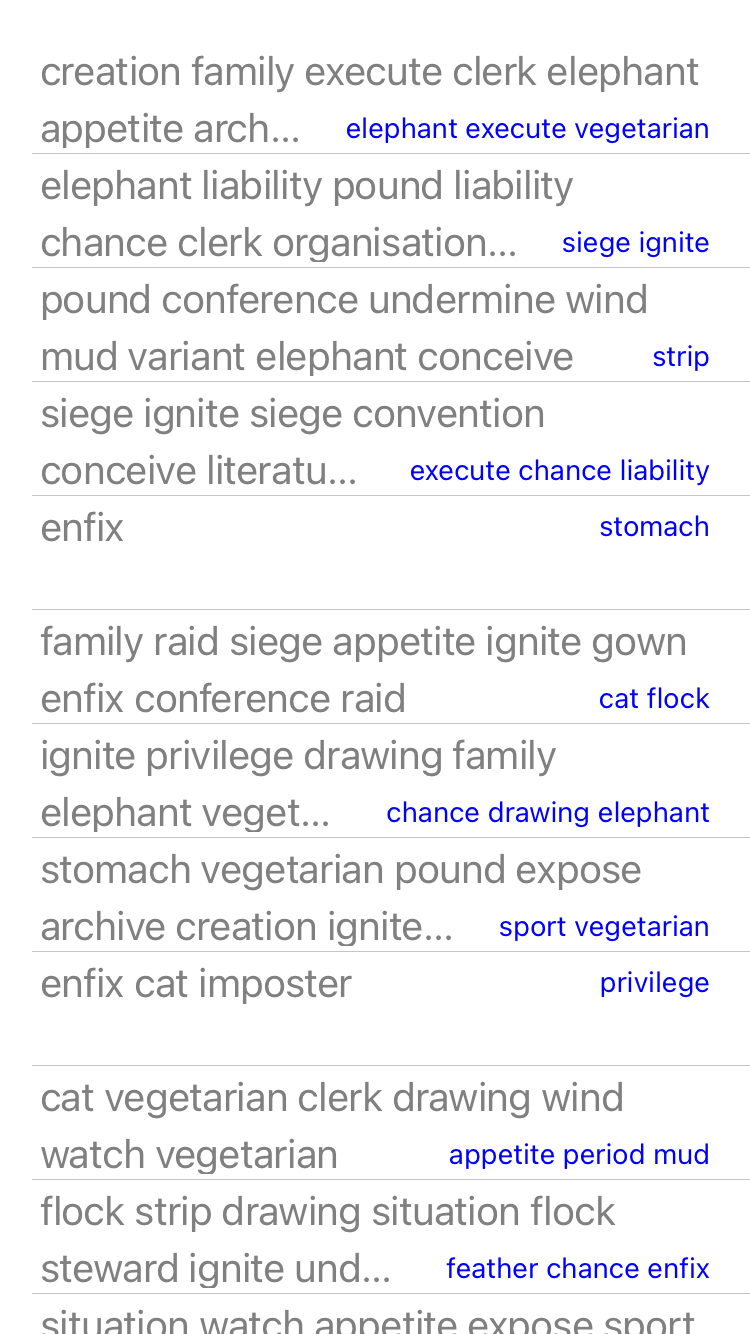 creation family execute clerk elephant
appetite arch... elephant execute vegetarian
elephant liability pound liability
chance clerk organisation... siege ignite
pound conference undermine wind
mud variant elephant conceive strip
siege ignite siege convention
conceive literatu... execute chance liability
enfix stomach
family raid siege appetite ignite gown
enfix conference raid cat flock
ignite privilege drawing family
elephant veget... chance drawing elephant
stomach vegetarian pound expose
archive creation ignite... sport vegetarian
enfix cat imposter privilege
cat vegetarian clerk drawing wind
watch vegetarian appetite period mud
flock strip drawing situation flock
steward ignite und... feather chance enfix
situation watch appetite expose sport